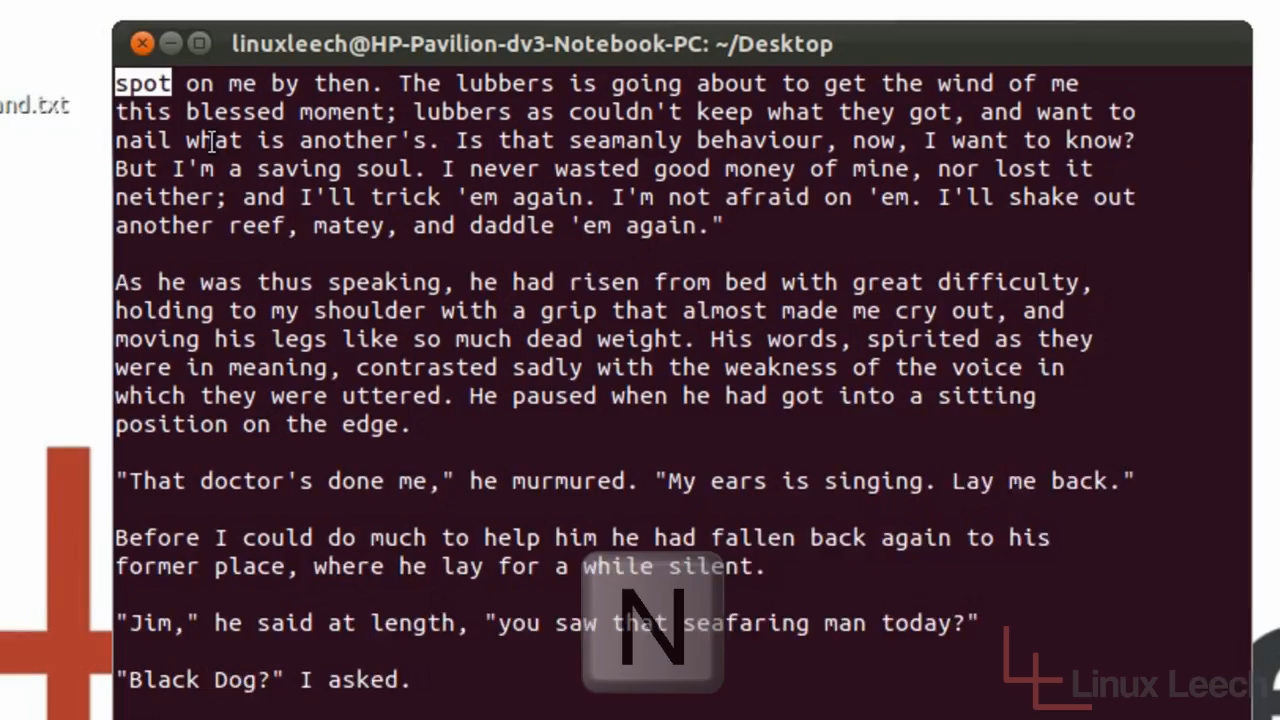 linuxleech@HP-Pavilion-dv3-Notebook-PC: ~/Desktop
spot on me by then. The lubbers is going about to get the wind of me
and.txt
this blessed moment; lubbers as couldn't keep what they got, and want to
nail what is another's. Is that seamanly behaviour, now, I want to know?
But I'm a saving soul. I never wasted good money of mine, nor lost it
neither; and I'll trick 'em again. I'm not afraid on 'em. I'll shake out
another reef, matey, and daddle 'em again."
As he was thus speaking, he had risen from bed with great difficulty,
holding to my shoulder with a grip that almost made me cry out, and
moving his legs like so much dead weight. His words, spirited as they
were in meaning, contrasted sadly with the weakness of the voice in
which they were uttered. He paused when he had got into a sitting
position on the edge.
"That doctor's done me," he murmured. "My ears is singing. Lay me back."
Before I could do much to help him he had fallen back again to his
former place, where he lay for a while silent.
"Jim," he said at length, "you saw that seafaring man today?"
N
"Black Dog?" I asked.
Linux Leech